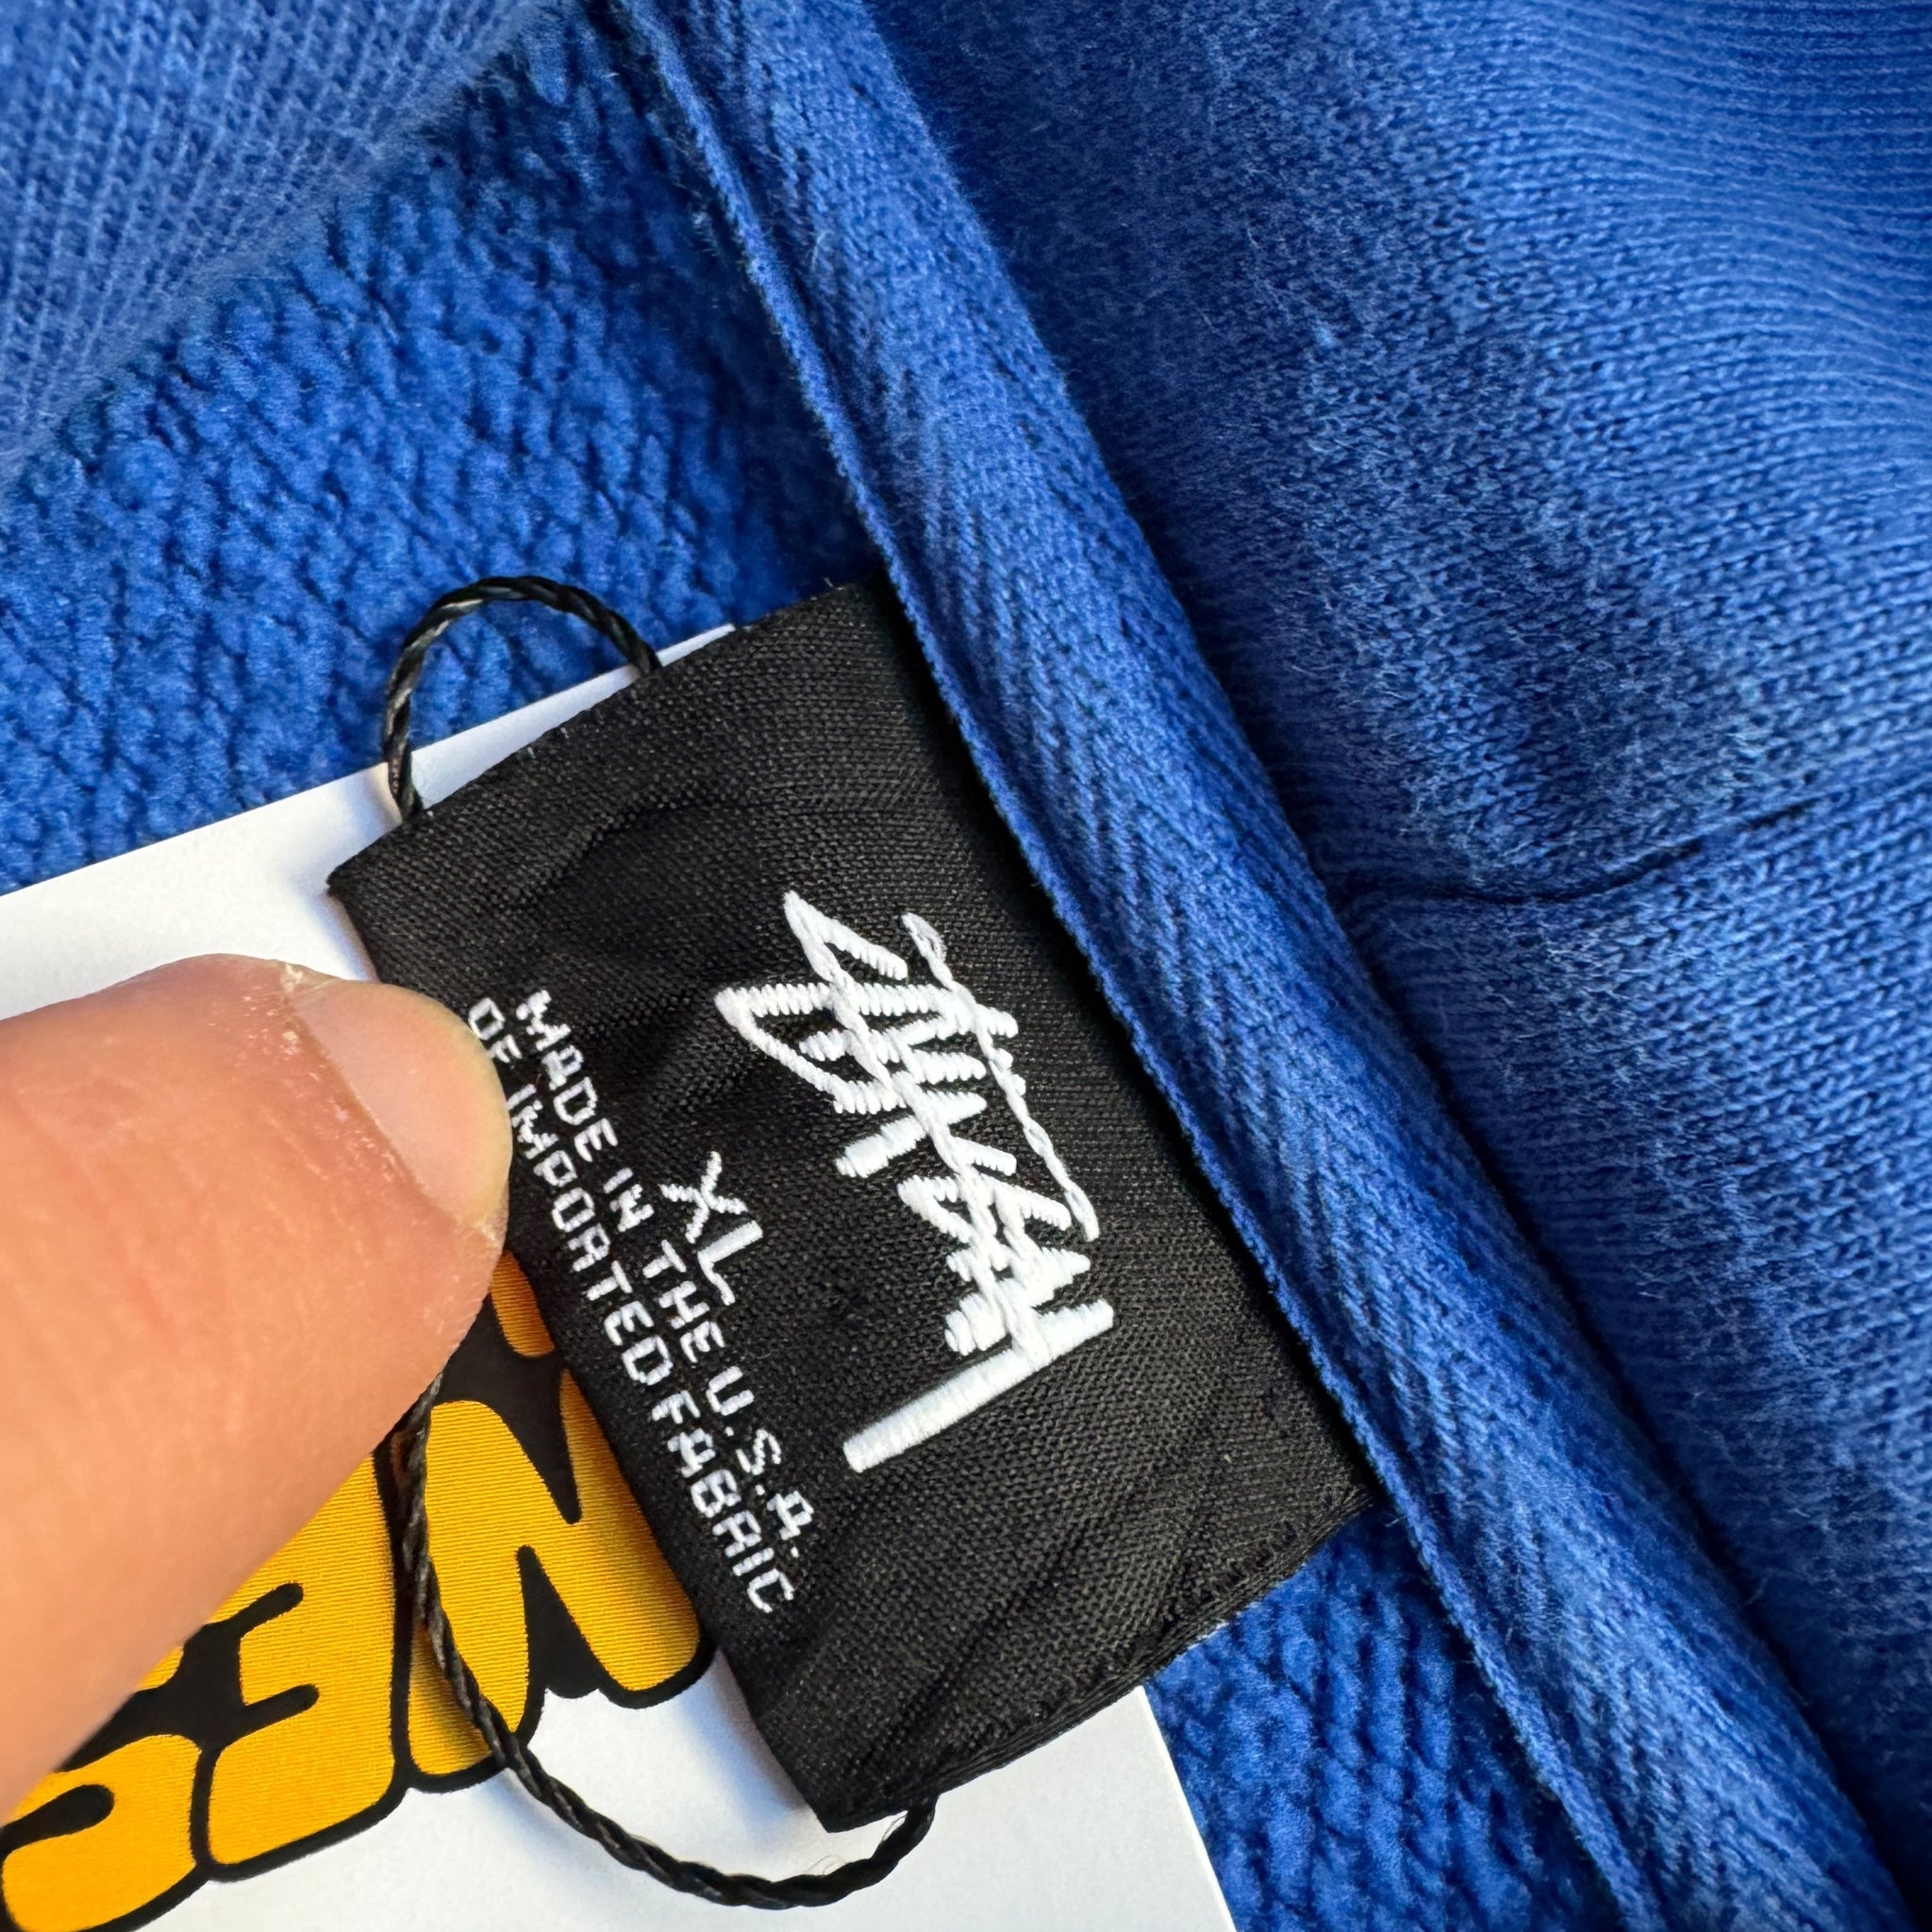 Stüssy
XL
MADE IN THE U.S.A.
OF IMPORTED FABRIC